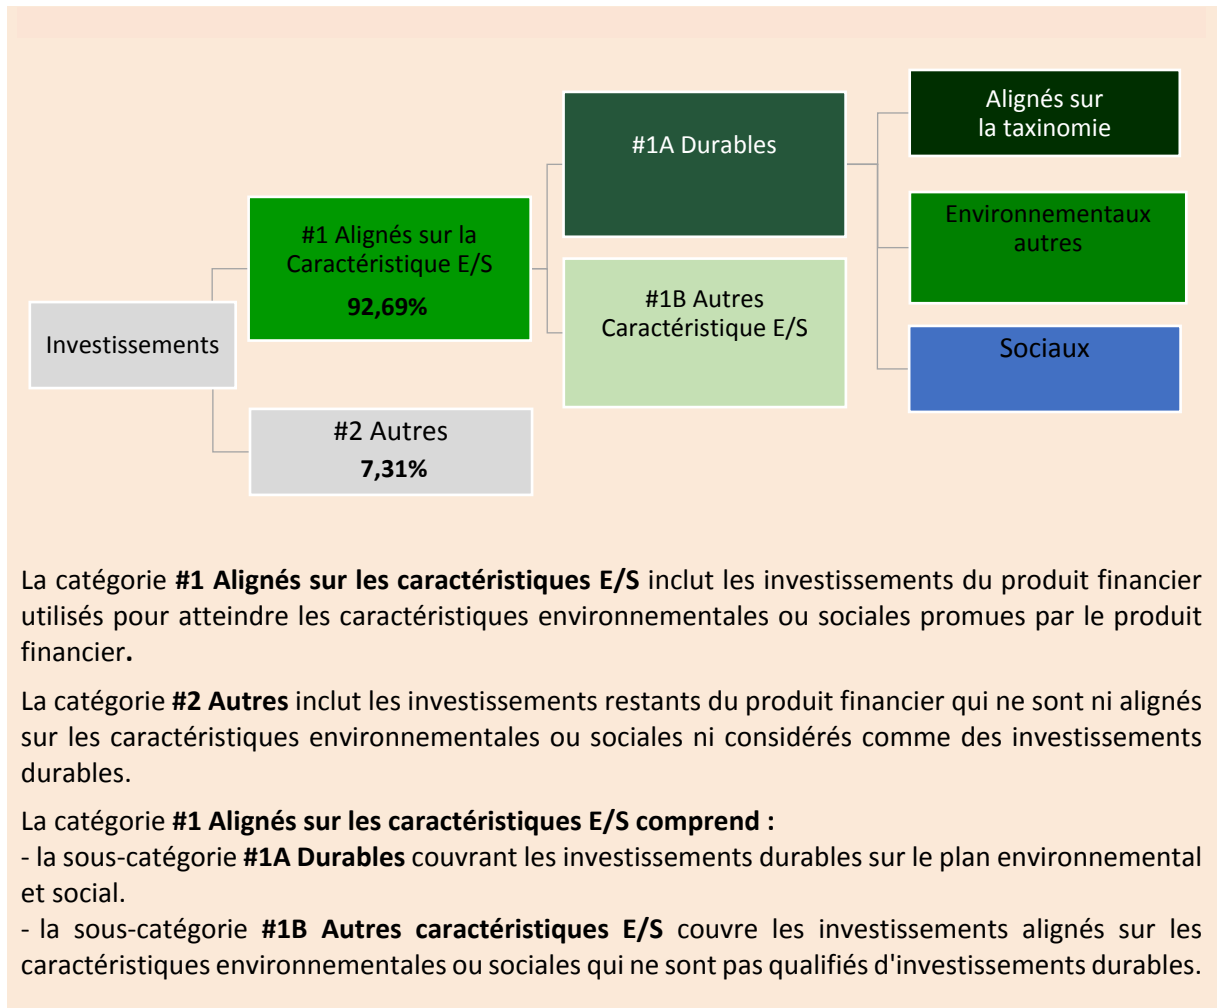 Investissements
#1 Alignés sur la
Caractéristique E/S
92,69%
#2 Autres
7,31%
#1A Durables
#1B Autres
Caractéristique E/S
Alignés sur
la taxinomie
Environnementaux
autres
Sociaux
La catégorie #1 Alignés sur les caractéristiques E/S inclut les investissements du produit financier
utilisés pour atteindre les caractéristiques environnementales ou sociales promues par le produit
financier.
La catégorie #2 Autres inclut les investissements restants du produit financier qui ne sont ni alignés
sur les caractéristiques environnementales ou sociales ni considérés comme des investissements
durables.
La catégorie #1 Alignés sur les caractéristiques E/S comprend :
- la sous-catégorie #1A Durables couvrant les investissements durables sur le plan environnemental
et social.
- la sous-catégorie #1B Autres caractéristiques E/S couvre les investissements alignés sur les
caractéristiques environnementales ou sociales qui ne sont pas qualifiés d'investissements durables.